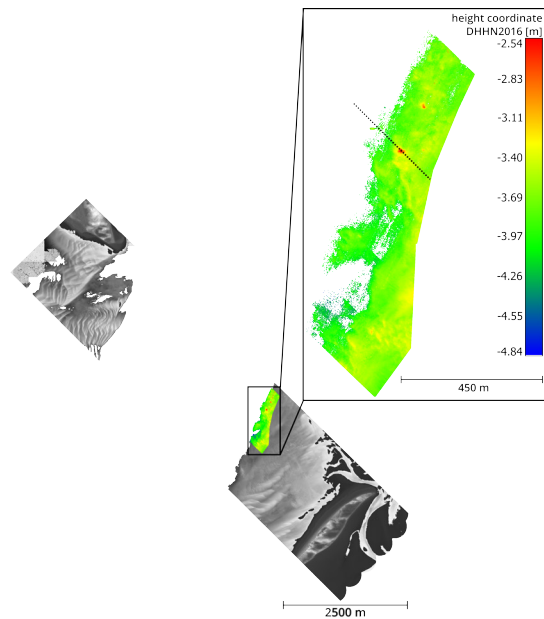 height coordinate
DHHN2016 [m]
-2.54
-2.83
-3.11
-3.40
-3.69
-3.97
-4.26
-4.55
-4.84
450 m
2500 m